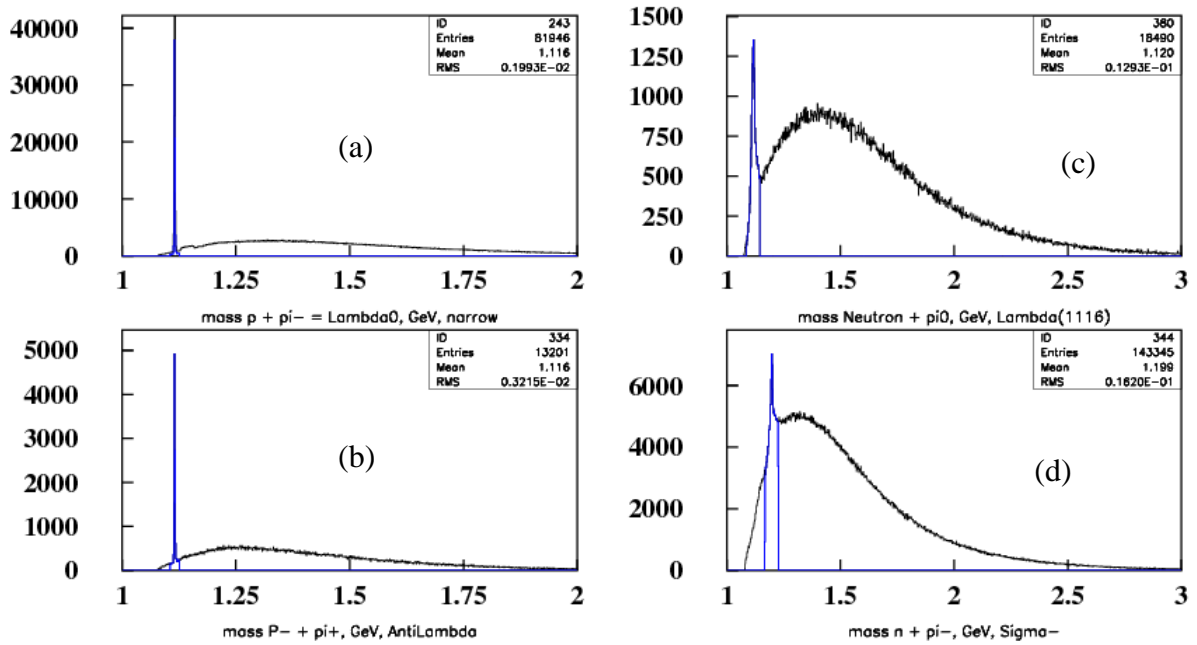 40000
30000
20000
10000
0
ID 243
Entries 81946
Mean 1.116
RMS 0.1993E-02
(a)
1 1.25 1.5 1.75 2
mass p + pi- = Lambda0, GeV, narrow
1500
1250
1000
750
500
250
0
ID 380
Entries 18490
Mean 1.120
RMS 0.1293E-01
(c)
1 1.5 2 2.5 3
mass Neutron + pi0, GeV, Lambda(1116)
5000
4000
3000
2000
1000
0
ID 334
Entries 13201
Mean 1.116
RMS 0.3215E-02
(b)
1 1.25 1.5 1.75 2
mass P- + pi+, GeV, AntiLambda
6000
4000
2000
0
ID 344
Entries 143345
Mean 1.199
RMS 0.1620E-01
(d)
1 1.5 2 2.5 3
mass n + pi-, GeV, Sigma-